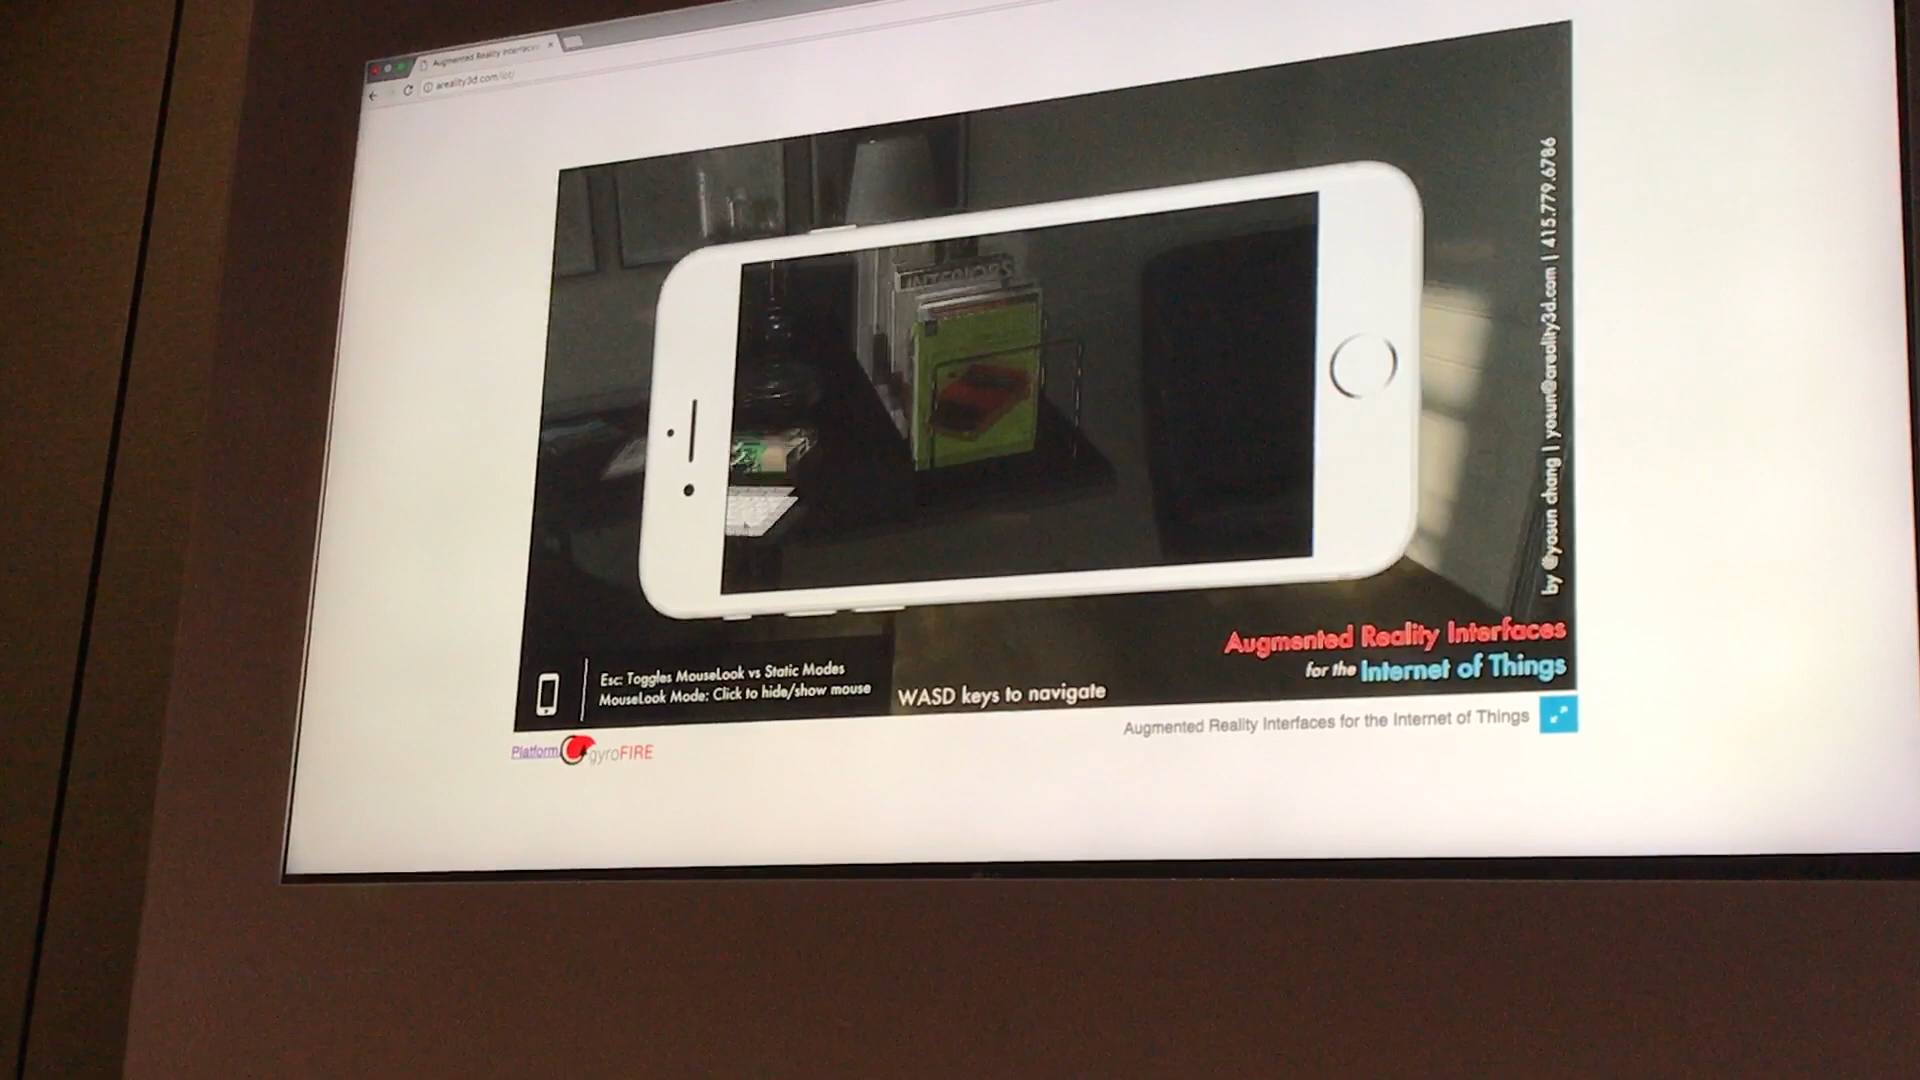 Augmented Reality Interfaces
areality3d.com/iot/
INTERIORS
by @yosun chang | yosun@areality3d.com | 415.779.6786
Augmented Reality Interfaces
for the Internet of Things
Esc: Toggles MouseLook vs Static Modes
MouseLook Mode: Click to hide/show mouse
WASD keys to navigate
Augmented Reality Interfaces for the Internet of Things
Platform gyroFIRE